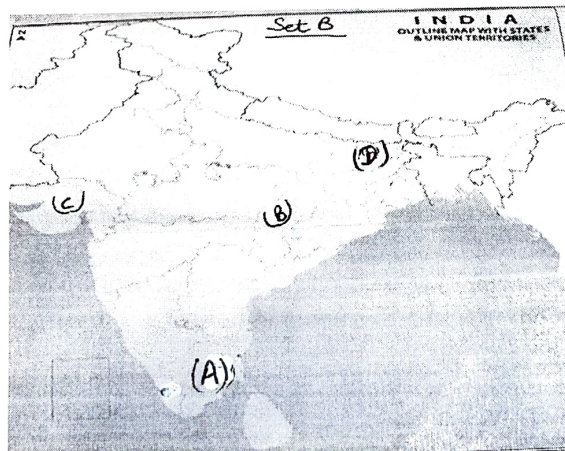 Set B
INDIA
OUTLINE MAP WITH STATES
& UNION TERRITORIES
(D)
(C)
(B)
(A)